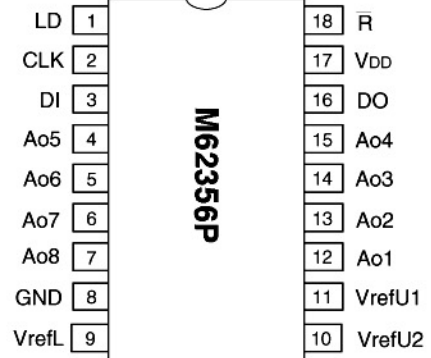 LD 1 18 R̅
CLK 2 17 VDD
DI 3 16 DO
Ao5 4 15 Ao4
Ao6 5 14 Ao3
Ao7 6 13 Ao2
Ao8 7 12 Ao1
GND 8 11 VrefU1
VrefL 9 10 VrefU2
M62356P